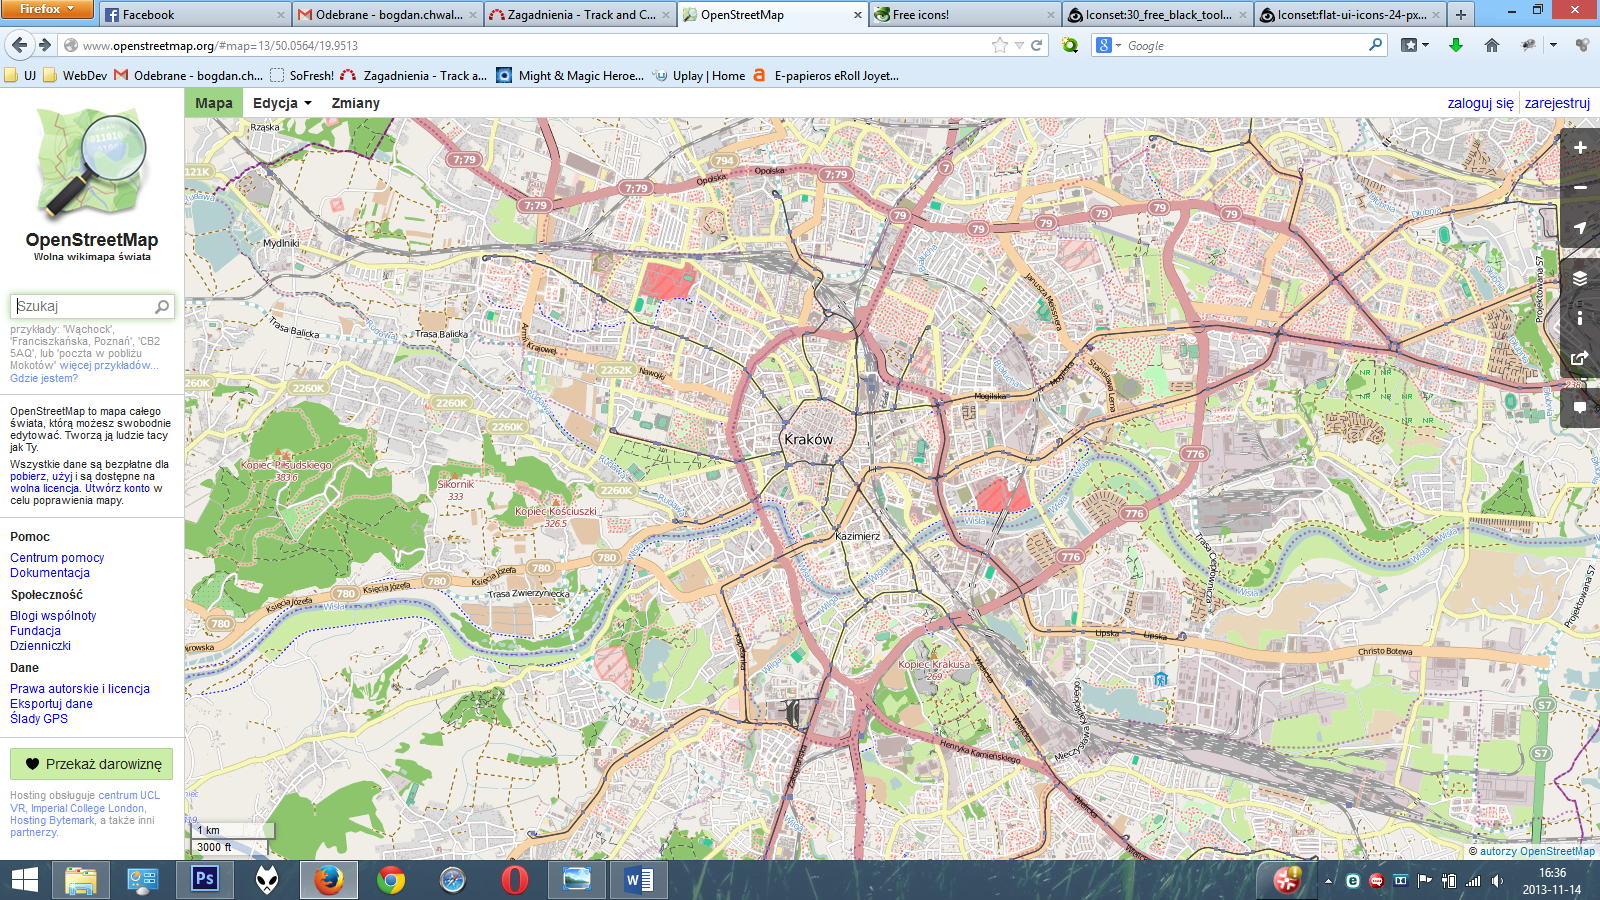 Firefox
Facebook
Odebrane - bogdan.chwal...
Zagadnienia - Track and C...
OpenStreetMap
Free icons!
Iconset:30_free_black_tool...
Iconset:flat-ui-icons-24-px...
www.openstreetmap.org/#map=13/50.0564/19.9513
Google
UJ
WebDev
Odebrane - bogdan.ch...
SoFresh!
Zagadnienia - Track a...
Might & Magic Heroe...
Uplay | Home
E-papieros eRoll Joyet...
Mapa
Edycja
Zmiany
zaloguj się
zarejestruj
OpenStreetMap
Wolna wikimapa świata
Szukaj
przykłady: 'Wąchock',
'Franciszkańska, Poznań', 'CB2
5AQ', lub 'poczta w pobliżu
Mokotów' więcej przykładów...
Gdzie jestem?
OpenStreetMap to mapa całego
świata, którą możesz swobodnie
edytować. Tworzą ją ludzie tacy
jak Ty.
Wszystkie dane są bezpłatne dla
pobierz, użyj i są dostępne na
wolna licencja. Utwórz konto w
celu poprawienia mapy.
Pomoc
Centrum pomocy
Dokumentacja
Społeczność
Blogi wspólnoty
Fundacja
Dzienniczki
Dane
Prawa autorskie i licencja
Eksportuj dane
Ślady GPS
Przekaż darowiznę
Hosting obsługuje centrum UCL
VR, Imperial College London,
Hosting Bytemark, a także inni
partnerzy.
Rząska
7;79
794
Opolska
Opolska
7;79
7
121K
7;79
7;79
79
79
79
79
79
79
Mydlniki
Trasa Balicka
Trasa Balicka
Armii Krajowej
Janusza Meissnera
Projektowana S7
2262K
Nawojki
2260K
260K
2260K
2260K
Mogilska
Mogilska
Stanisława Lema
Kraków
Kopiec Piłsudskiego
383.6
Sikornik
333
Kopiec Kościuszki
326.5
2260K
776
776
776
Wisła
Kazimierz
780
780
780
780
780
Księcia Józefa
Księcia Józefa
Księcia Józefa
Trasa Zwierzyniecka
Wisła
Trasa Ciepłownicza
Projektowana S7
Lipska
Lipska
Christo Botewa
Kapelanka
Wilga
Kopiec Krakusa
269
Wielicka
Wielicka
Wielicka
Mieczysława Karłowicza
Henryka Kamieńskiego
Zakopiańska
S7
S7
1 km
3000 ft
© autorzy OpenStreetMap
16:36
2013-11-14